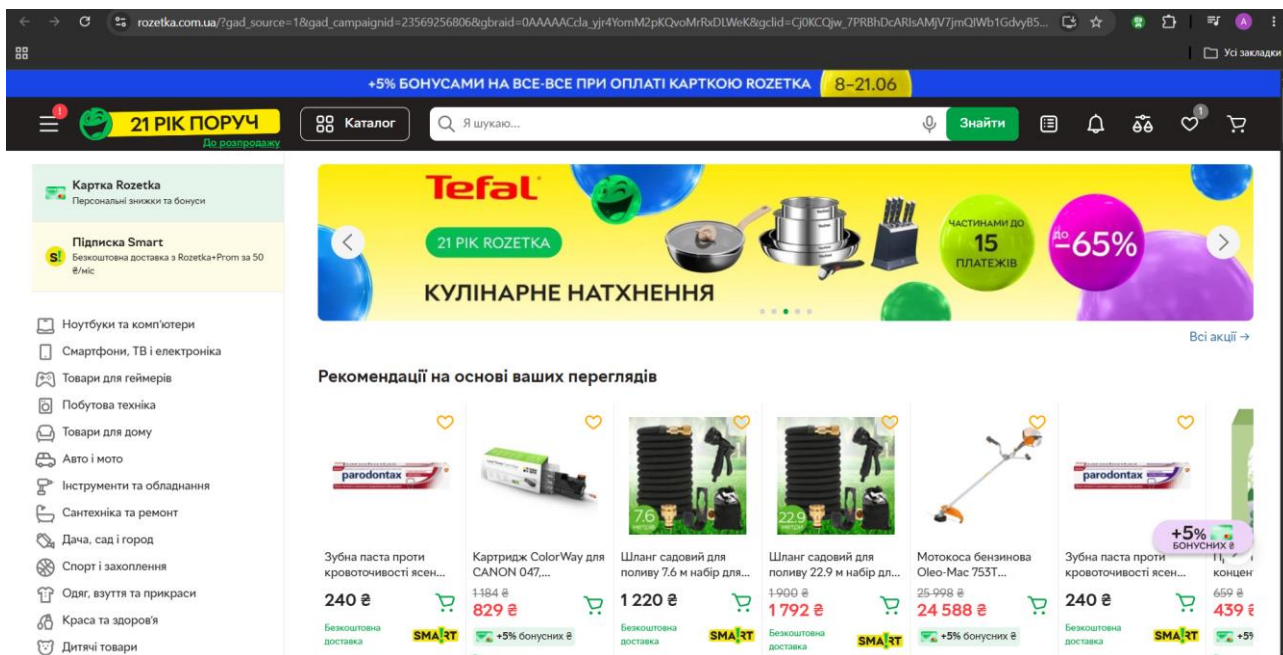 rozetka.com.ua/?gad_source=1&gad_campaignid=23569256806&gbraid=0AAAAACda_yjr4YomM2pKQvoMrRxDLWeK&gclid=Cj0KCQjw_7PRBhDcARIsAMjV7jmQIWb1GdvyB5...
A
Усі закладки
+5% БОНУСАМИ НА ВСЕ-ВСЕ ПРИ ОПЛАТІ КАРТКОЮ ROZETKA 8–21.06
21 РІК ПОРУЧ
До розпродажу
Каталог
Я шукаю...
Знайти
1
Картка Rozetka
Персональні знижки та бонуси
Підписка Smart
Безкоштовна доставка з Rozetka+Prom за 50
₴/міс
Ноутбуки та комп'ютери
Смартфони, ТВ і електроніка
Товари для геймерів
Побутова техніка
Товари для дому
Авто і мото
Інструменти та обладнання
Сантехніка та ремонт
Дача, сад і город
Спорт і захоплення
Одяг, взуття та прикраси
Краса та здоров'я
Дитячі товари
Tefal
21 РІК ROZETKA
КУЛІНАРНЕ НАТХНЕННЯ
ЧАСТИНАМИ ДО
15
ПЛАТЕЖІВ
до
−65%
Всі акції →
Рекомендації на основі ваших переглядів
parodontax
Зубна паста проти
кровоточивості ясен...
240 ₴
Безкоштовна
доставка
SMART
Картридж ColorWay для
CANON 047,...
1 184 ₴
829 ₴
+5% бонусних ₴
7.6
метрів
Шланг садовий для
поливу 7.6 м набір для...
1 220 ₴
Безкоштовна
доставка
SMART
22.9
метри
Шланг садовий для
поливу 22.9 м набір дл...
1 900 ₴
1 792 ₴
Безкоштовна
доставка
SMART
Мотокоса бензинова
Oleo-Mac 753T...
25 998 ₴
24 588 ₴
+5% бонусних ₴
parodontax
Зубна паста проти
кровоточивості ясен...
240 ₴
Безкоштовна
доставка
SMART
+5%
БОНУСНИХ ₴
концен
659 ₴
439 ₴